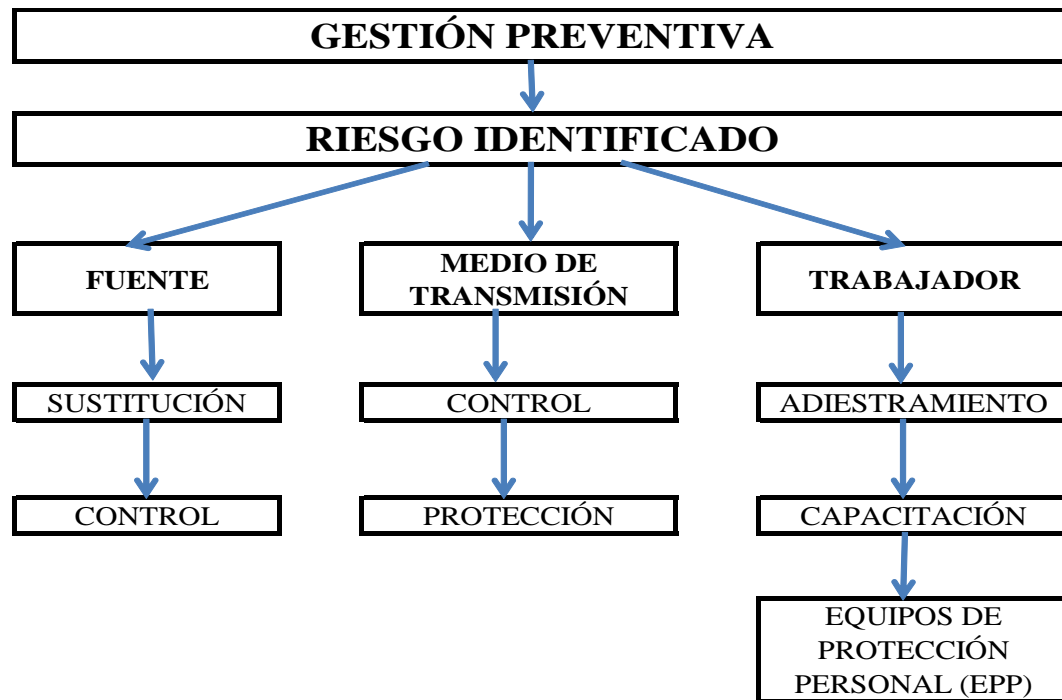 GESTIÓN PREVENTIVA
RIESGO IDENTIFICADO
FUENTE
MEDIO DE
TRANSMISIÓN
TRABAJADOR
SUSTITUCIÓN
CONTROL
ADIESTRAMIENTO
CONTROL
PROTECCIÓN
CAPACITACIÓN
EQUIPOS DE
PROTECCIÓN
PERSONAL (EPP)